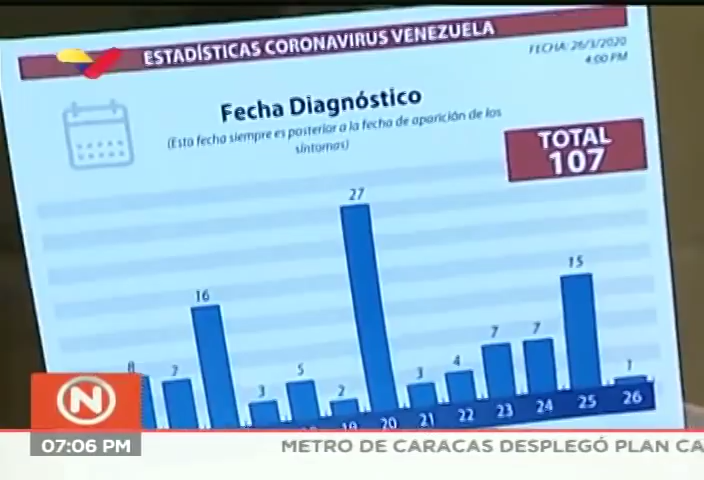 ESTADÍSTICAS CORONAVIRUS VENEZUELA
FECHA: 26/3/2020
4:00 PM
Fecha Diagnóstico
(Esta fecha siempre es posterior a la fecha de aparición de los
síntomas)
TOTAL
107
27
16
15
8
7
3
5
2
3
4
7
7
1
19
20
21
22
23
24
25
26
N
07:06 PM
METRO DE CARACAS DESPLEGÓ PLAN CA